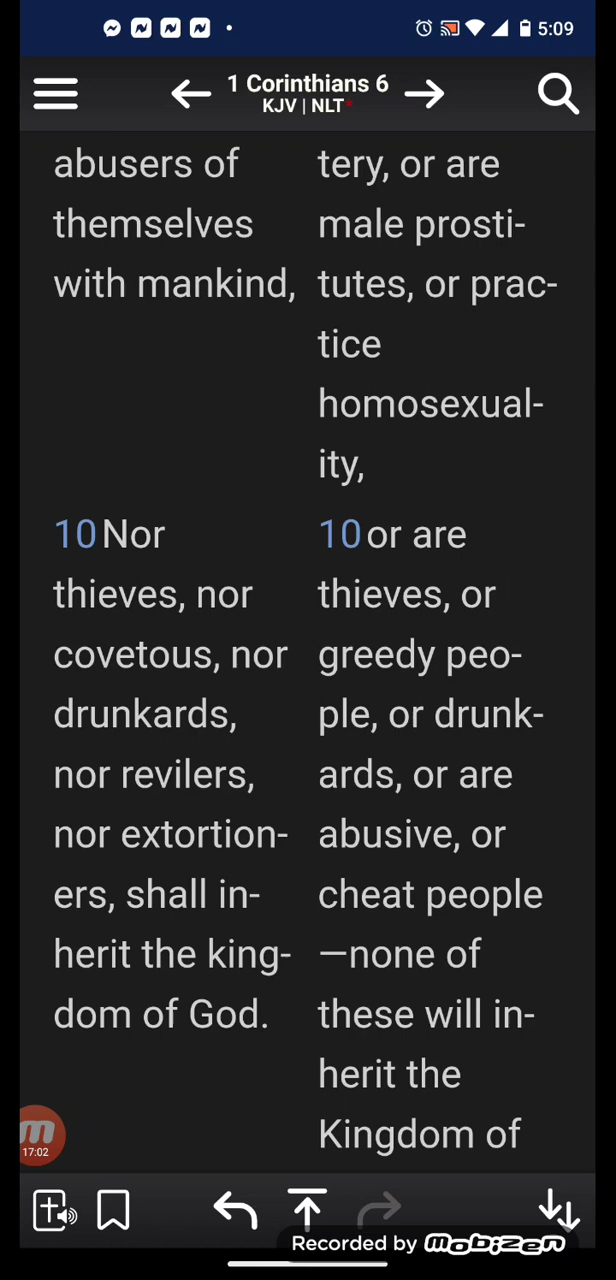 5:09
1 Corinthians 6
KJV | NLT*
abusers of
themselves
with mankind,
10 Nor
thieves, nor
covetous, nor
drunkards,
nor revilers,
nor extortion-
ers, shall in-
herit the king-
dom of God.
tery, or are
male prosti-
tutes, or prac-
tice
homosexual-
ity,
10 or are
thieves, or
greedy peo-
ple, or drunk-
ards, or are
abusive, or
cheat people
—none of
these will in-
herit the
Kingdom of
m
17:02
Recorded by mobizen